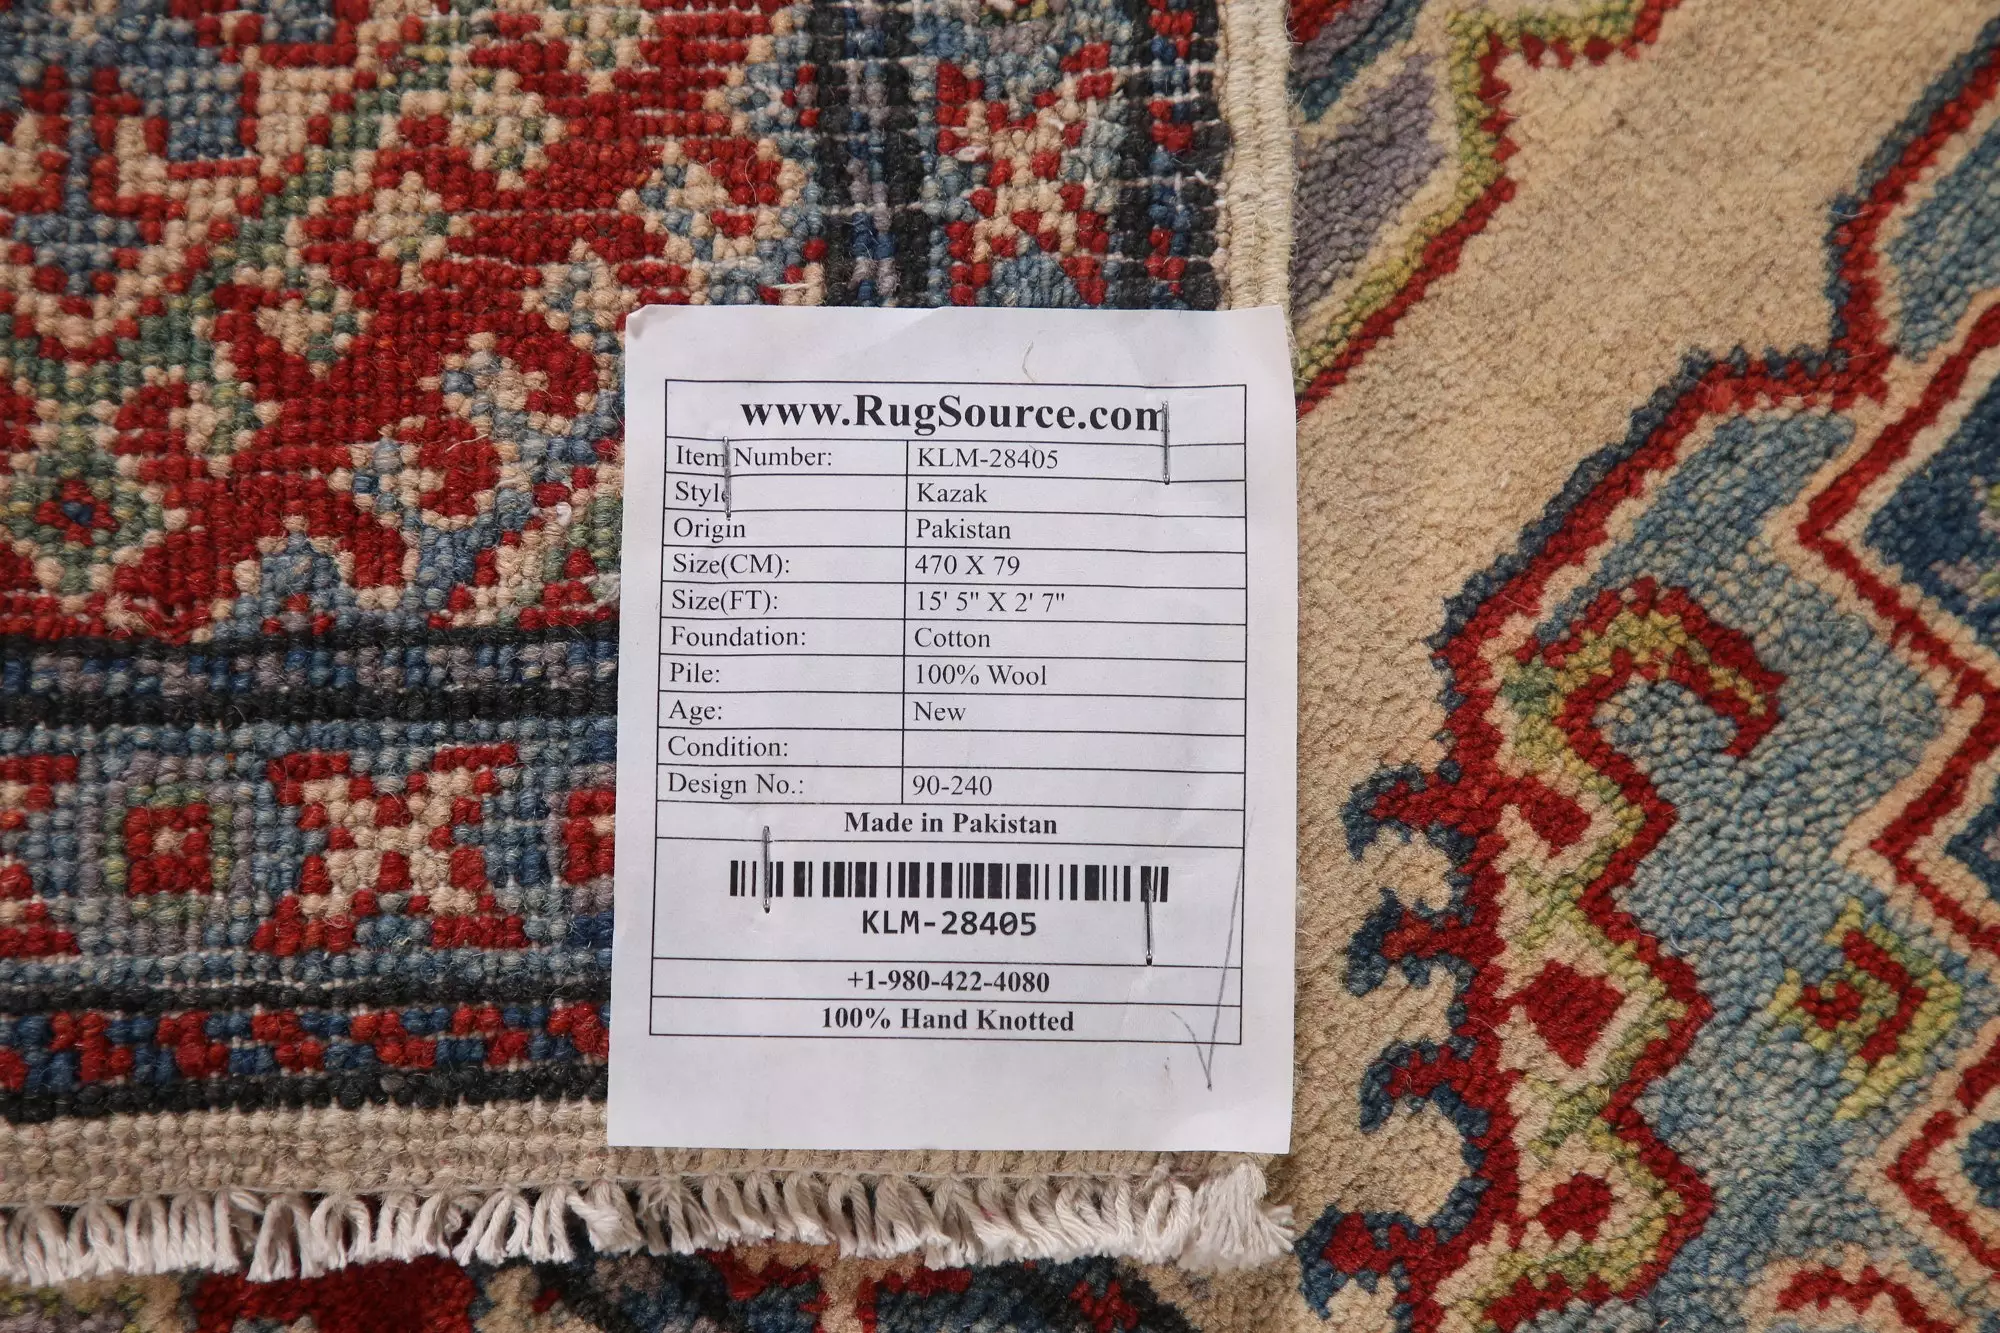 www.RugSource.com
Item Number: KLM-28405
Style Kazak
Origin Pakistan
Size(CM): 470 X 79
Size(FT): 15' 5" X 2' 7"
Foundation: Cotton
Pile: 100% Wool
Age: New
Condition:
Design No.: 90-240
Made in Pakistan
KLM-28405
+1-980-422-4080
100% Hand Knotted